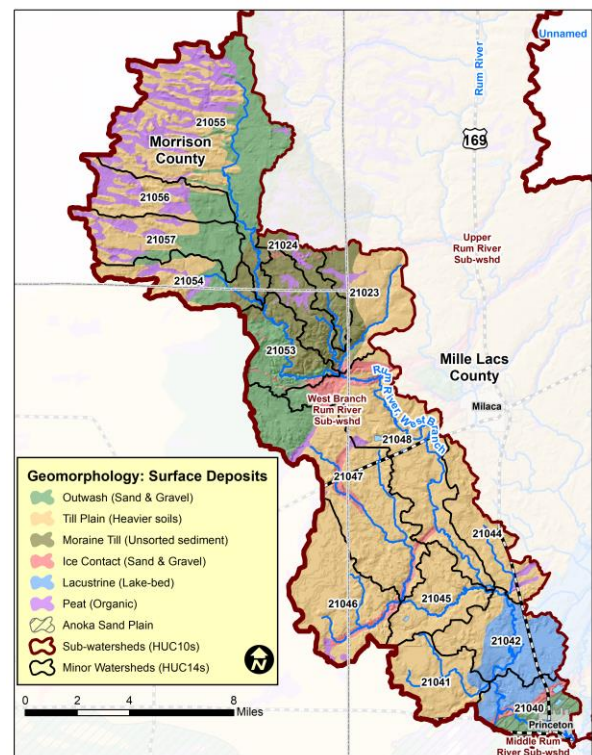 Unnamed
Rum River
169
21055
Morrison
County
21056
21057
21054
21024
21023
Upper
Rum River
Sub-wshd
21053
Mille Lacs
County
Rum River, West Branch
West Branch
Rum River
Sub-wshd
Milaca
21048
21047
21044
21045
21046
21042
21041
21040
Princeton
Middle Rum
River Sub-wshd
Geomorphology: Surface Deposits
Outwash (Sand & Gravel)
Till Plain (Heavier soils)
Moraine Till (Unsorted sediment)
Ice Contact (Sand & Gravel)
Lacustrine (Lake-bed)
Peat (Organic)
Anoka Sand Plain
Sub-watersheds (HUC10s)
Minor Watersheds (HUC14s)
N
0 2 4 8
Miles